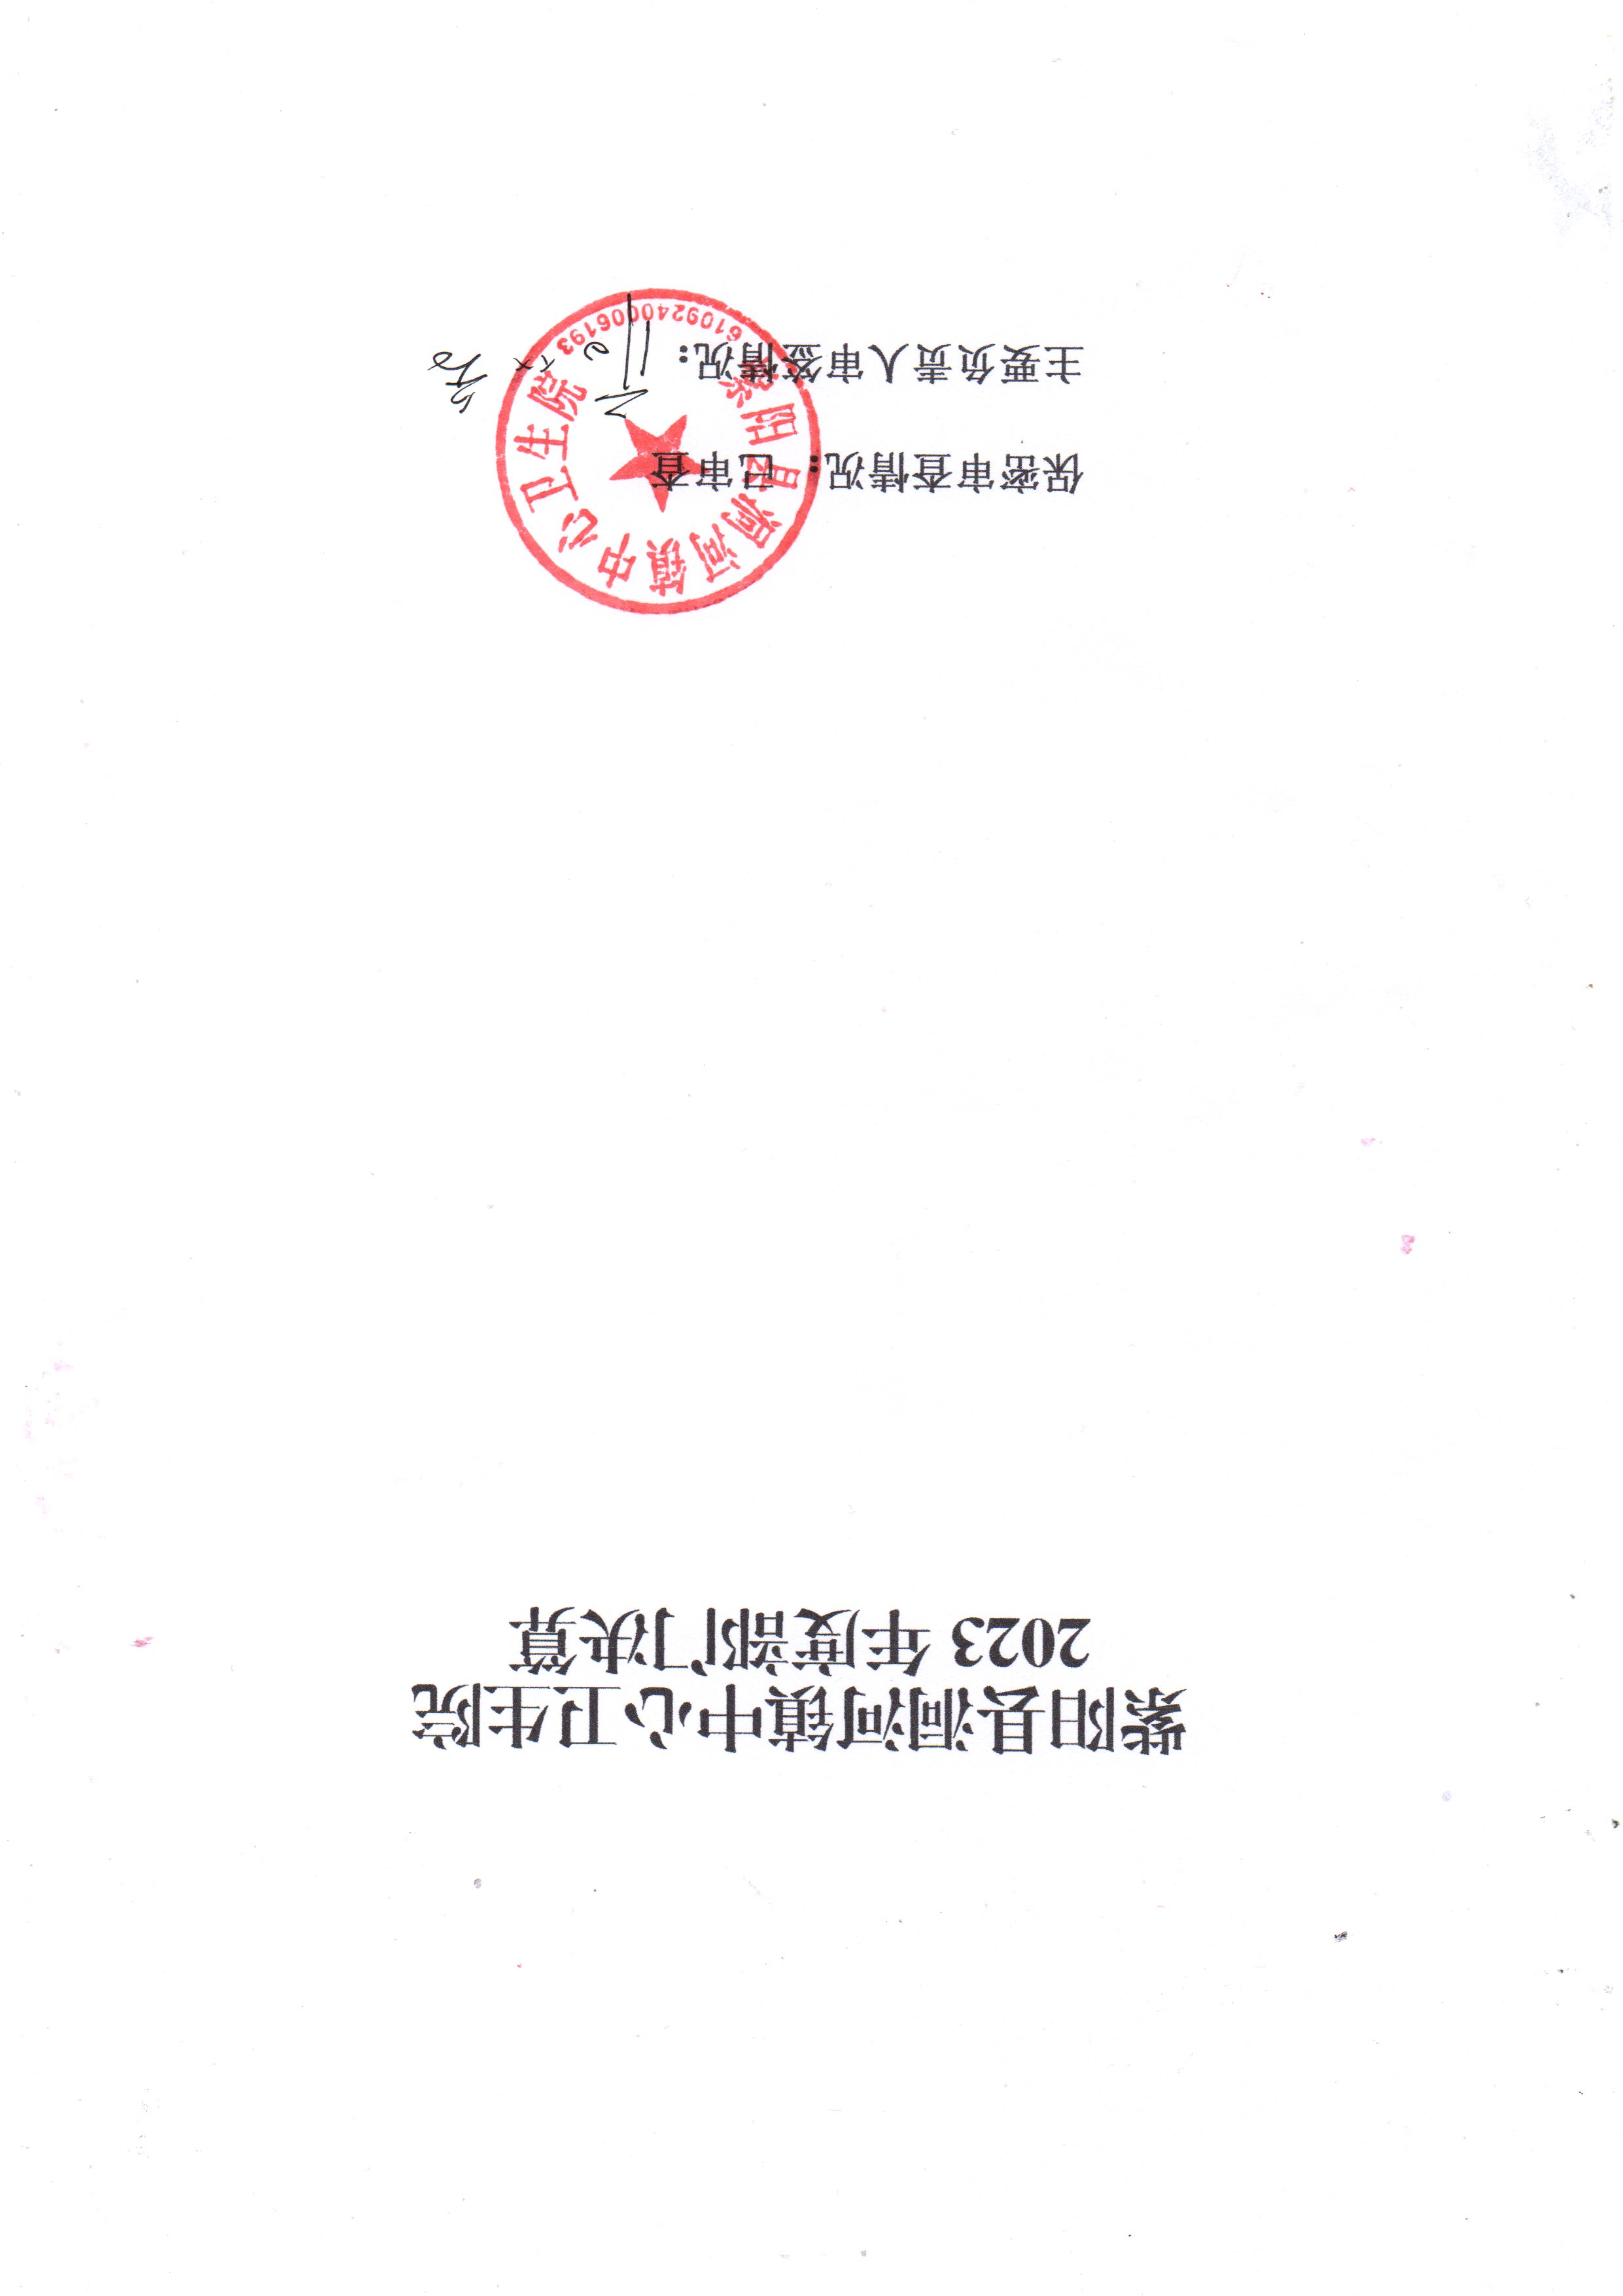 紫阳县洞河镇中心卫生院
2023 年度部门决算
保密审查情况：已审查
主要负责人审签情况：
紫阳县洞河镇中心卫生院
6109240006193